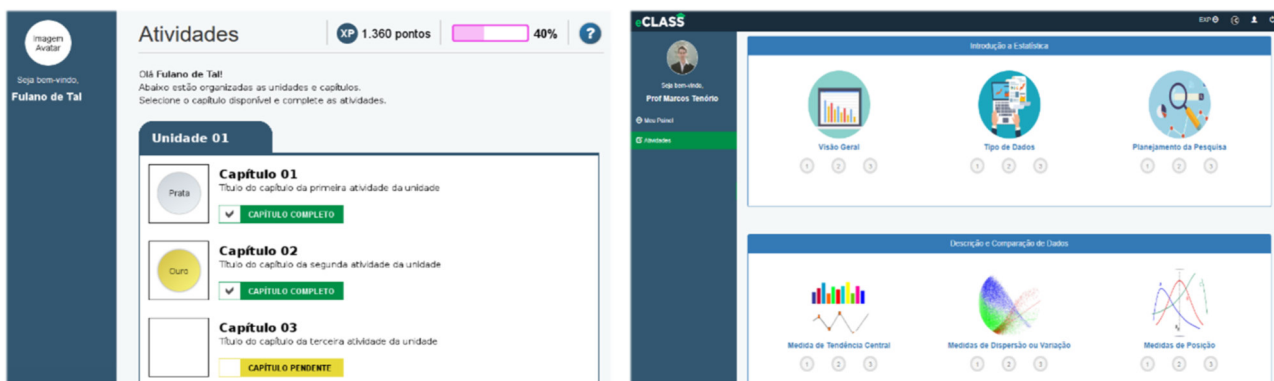 Imagem
Avatar
Seja bem-vindo,
Fulano de Tal
Atividades
XP 1.360 pontos
40%
?
Olá Fulano de Tal!
Abaixo estão organizadas as unidades e capítulos.
Selecione o capítulo disponível e complete as atividades.
Unidade 01
Prata
Capítulo 01
Título do capítulo da primeira atividade da unidade
CAPÍTULO COMPLETO
Ouro
Capítulo 02
Título do capítulo da segunda atividade da unidade
CAPÍTULO COMPLETO
Capítulo 03
Título do capítulo da terceira atividade da unidade
CAPÍTULO PENDENTE
eCLASS
EXP 0
Seja bem-vindo,
Prof Marcos Tenório
Meu Painel
Atividades
Introdução a Estatística
Visão Geral
1 2 3
Tipo de Dados
1 2 3
Planejamento da Pesquisa
1 2 3
Descrição e Comparação de Dados
Medida de Tendência Central
1 2 3
Medidas de Dispersão ou Variação
1 2 3
Medidas de Posição
1 2 3